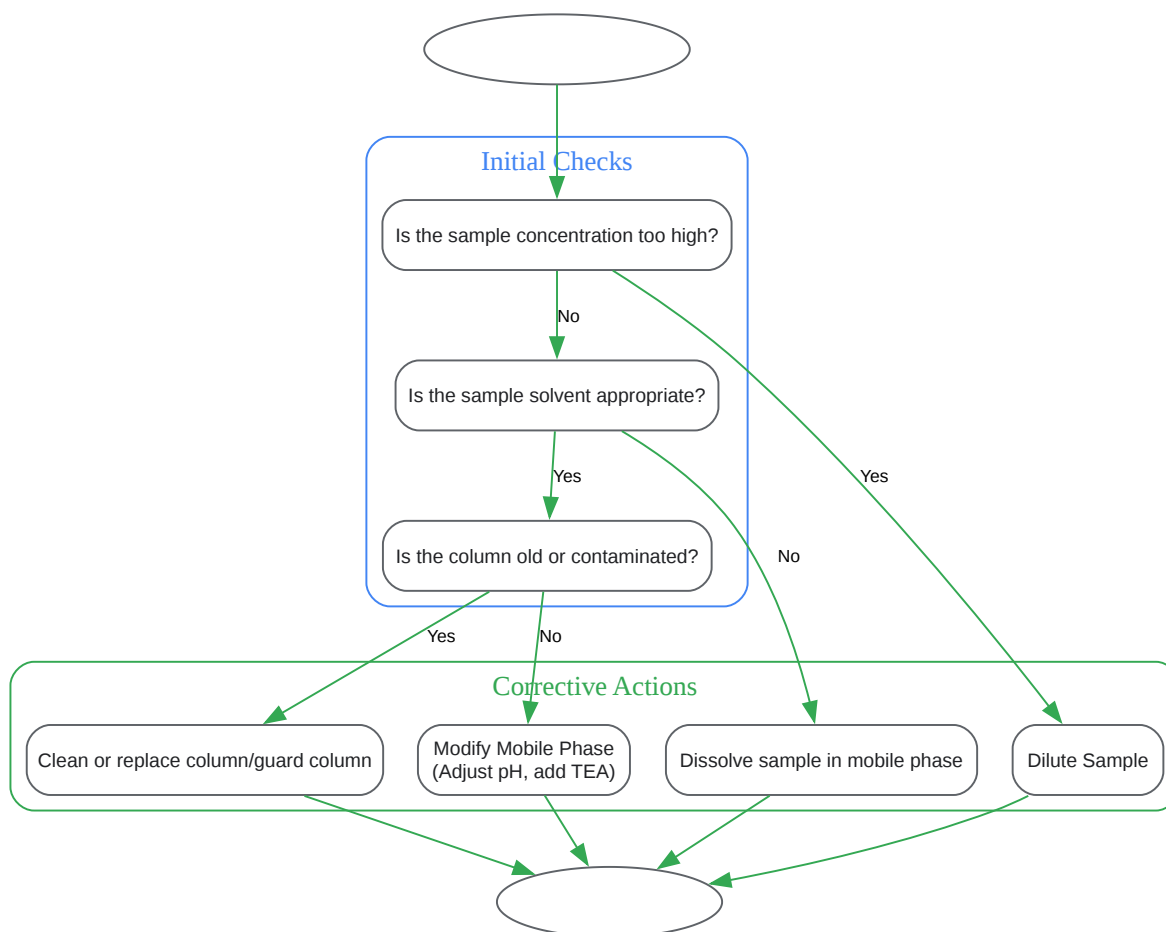 Initial Checks
Is the sample concentration too high?
No
Is the sample solvent appropriate?
Yes
Yes
Is the column old or contaminated?
No
Yes
No
Corrective Actions
Clean or replace column/guard column
Modify Mobile Phase
(Adjust pH, add TEA)
Dissolve sample in mobile phase
Dilute Sample